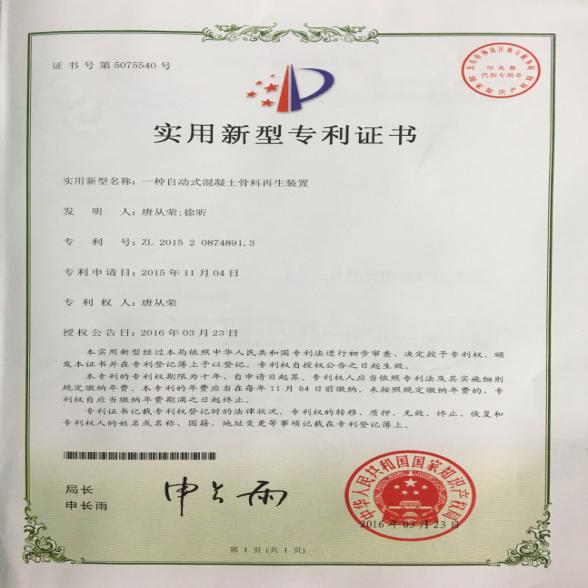 证书号第5075540号
印花税
代扣专用章
国家知识产权局
实用新型专利证书
实用新型名称：一种自动式混凝土骨料再生装置
发明人：唐从荣;徐昕
专利号：ZL 2015 2 0874891.3
专利申请日：2015年11月04日
专利权人：唐从荣
授权公告日：2016年03月23日
本实用新型经过本局依照中华人民共和国专利法进行初步审查，决定授予专利权，颁
发本证书并在专利登记簿上予以登记。专利权自授权公告之日起生效。
本专利的专利权期限为十年，自申请日起算。专利权人应当依照专利法及其实施细则
规定缴纳年费。本专利的年费应当在每年11月04日前缴纳。未按照规定缴纳年费的，专
利权自应当缴纳年费期满之日起终止。
专利证书记载专利权登记时的法律状况。专利权的转移、质押、无效、终止、恢复和
专利权人的姓名或名称、国籍、地址变更等事项记载在专利登记簿上。
局长
申长雨
申长雨
中华人民共和国国家知识产权局
2016年03月23日
第1页(共1页)